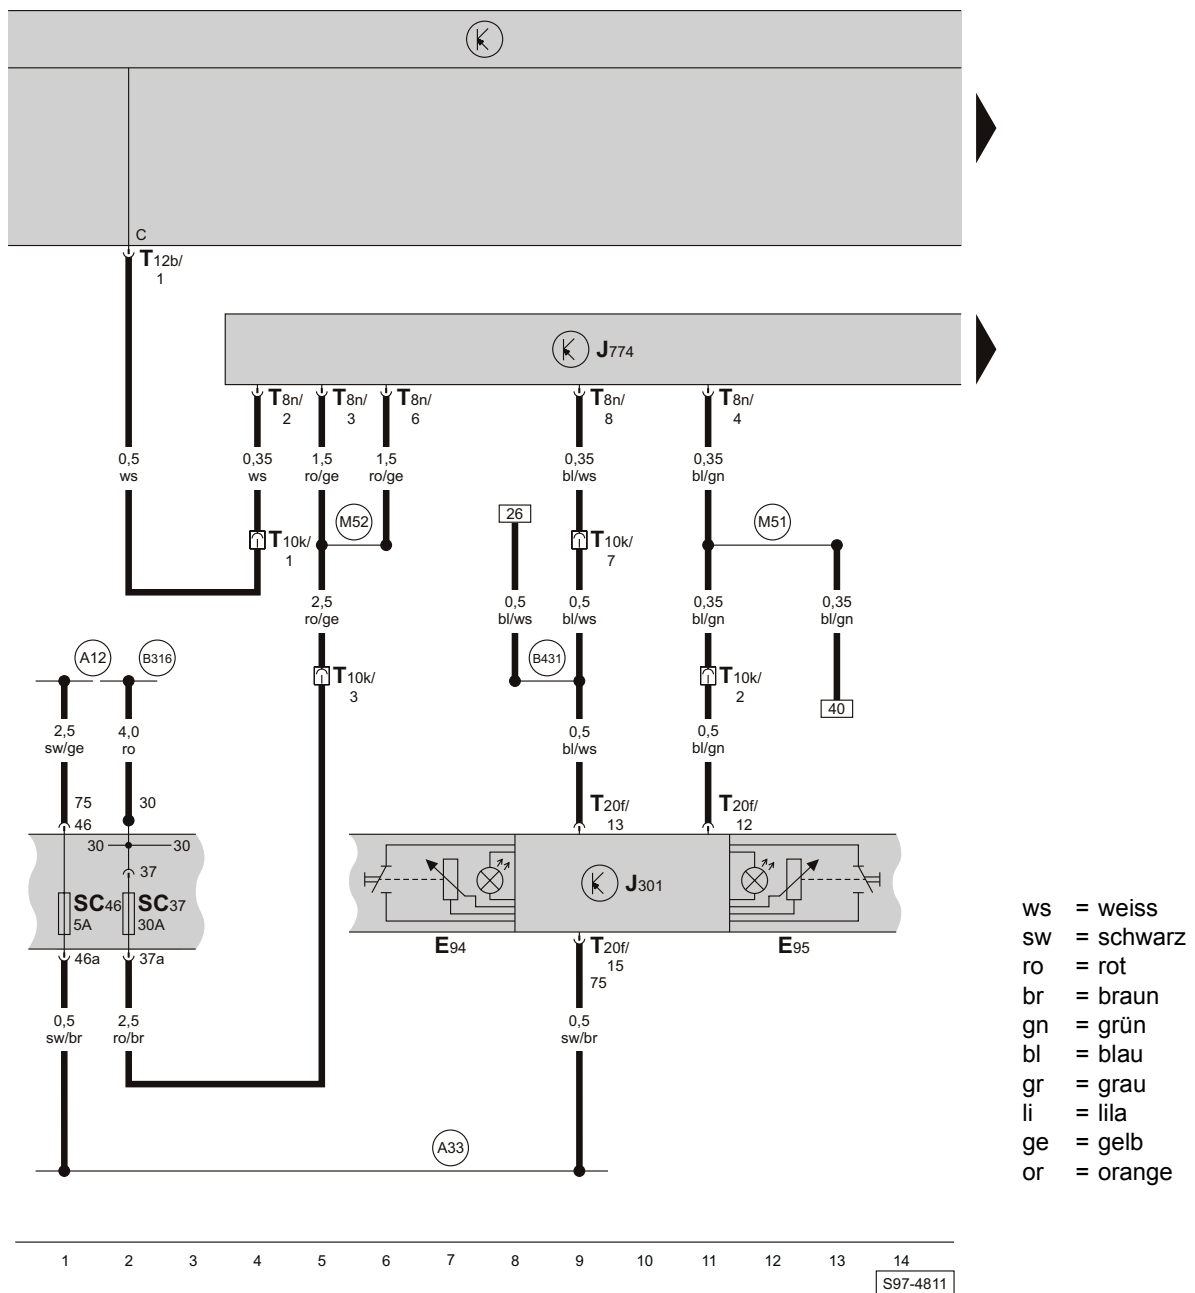 C
T12b/
1
J774
T8n/
2
T8n/
3
T8n/
6
T8n/
8
T8n/
4
0,5
ws
0,35
ws
1,5
ro/ge
1,5
ro/ge
0,35
bl/ws
0,35
bl/gn
M52
26
M51
T10k/
1
T10k/
7
2,5
ro/ge
0,5
bl/ws
0,5
bl/ws
0,35
bl/gn
0,35
bl/gn
A12
B316
B431
T10k/
3
T10k/
2
40
2,5
sw/ge
4,0
ro
0,5
bl/ws
0,5
bl/gn
75
46
30
T20f/
13
T20f/
12
30
30
37
SC46
5A
SC37
30A
J301
E94
E95
46a
37a
T20f/
15
75
0,5
sw/br
2,5
ro/br
0,5
sw/br
A33
1 2 3 4 5 6 7 8 9 10 11 12 13 14
S97-4811
ws = weiss
sw = schwarz
ro = rot
br = braun
gn = grün
bl = blau
gr = grau
li = lila
ge = gelb
or = orange